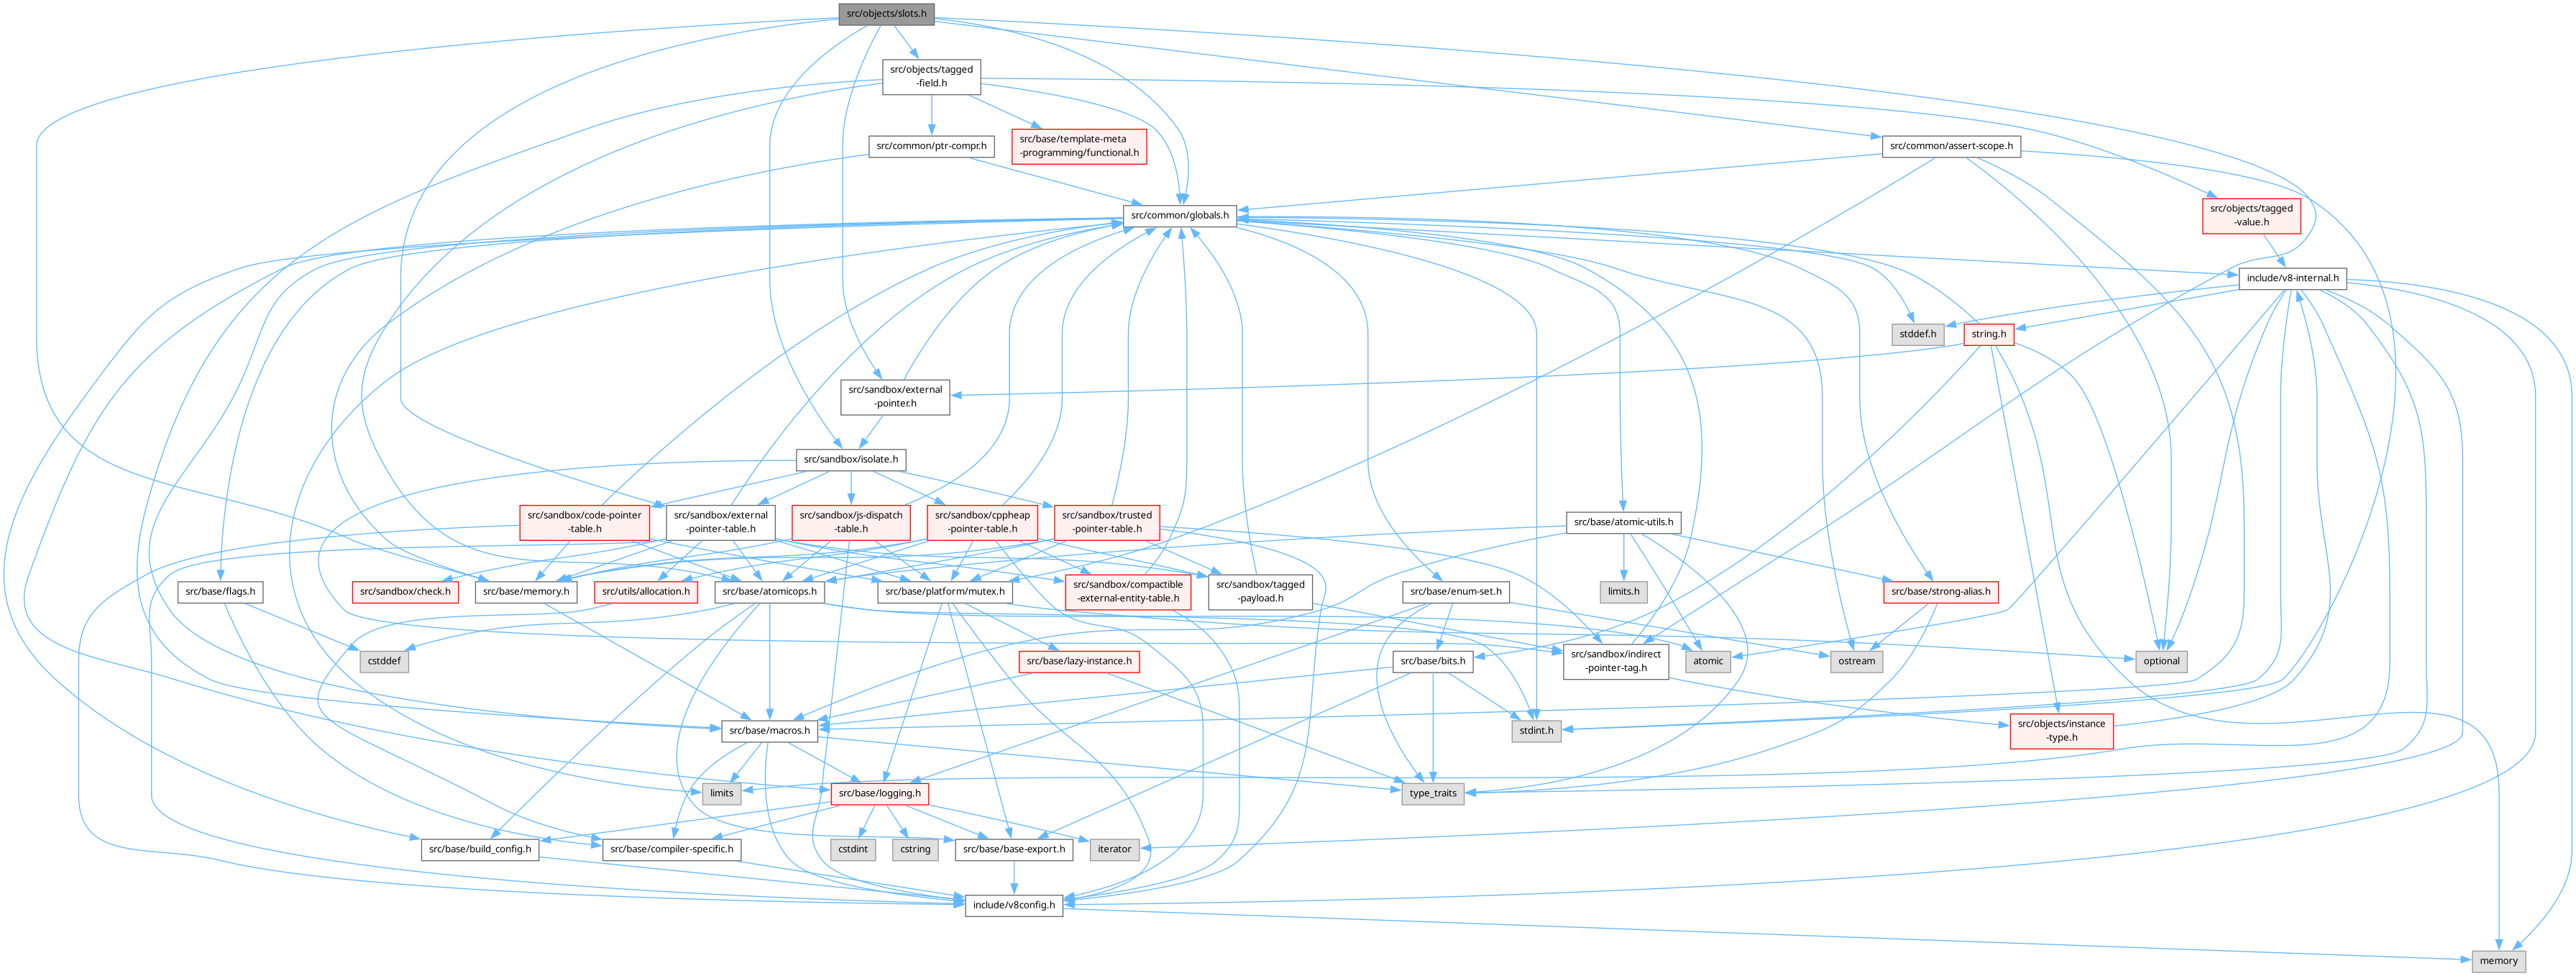 src/objects/slots.h
src/objects/tagged
-field.h
src/common/ptr-compr.h
src/base/template-meta
-programming/functional.h
src/common/assert-scope.h
src/common/globals.h
src/objects/tagged
-value.h
include/v8-internal.h
stddef.h
string.h
src/sandbox/external
-pointer.h
src/sandbox/isolate.h
src/sandbox/code-pointer
-table.h
src/sandbox/external
-pointer-table.h
src/sandbox/js-dispatch
-table.h
src/sandbox/cppheap
-pointer-table.h
src/sandbox/trusted
-pointer-table.h
src/base/atomic-utils.h
src/base/flags.h
src/sandbox/check.h
src/base/memory.h
src/utils/allocation.h
src/base/atomicops.h
src/base/platform/mutex.h
src/sandbox/compactible
-external-entity-table.h
src/sandbox/tagged
-payload.h
src/base/enum-set.h
limits.h
src/base/strong-alias.h
cstddef
src/base/lazy-instance.h
src/base/bits.h
src/sandbox/indirect
-pointer-tag.h
atomic
ostream
optional
src/base/macros.h
stdint.h
src/objects/instance
-type.h
limits
src/base/logging.h
type_traits
src/base/build_config.h
src/base/compiler-specific.h
cstdint
cstring
src/base/base-export.h
iterator
include/v8config.h
memory